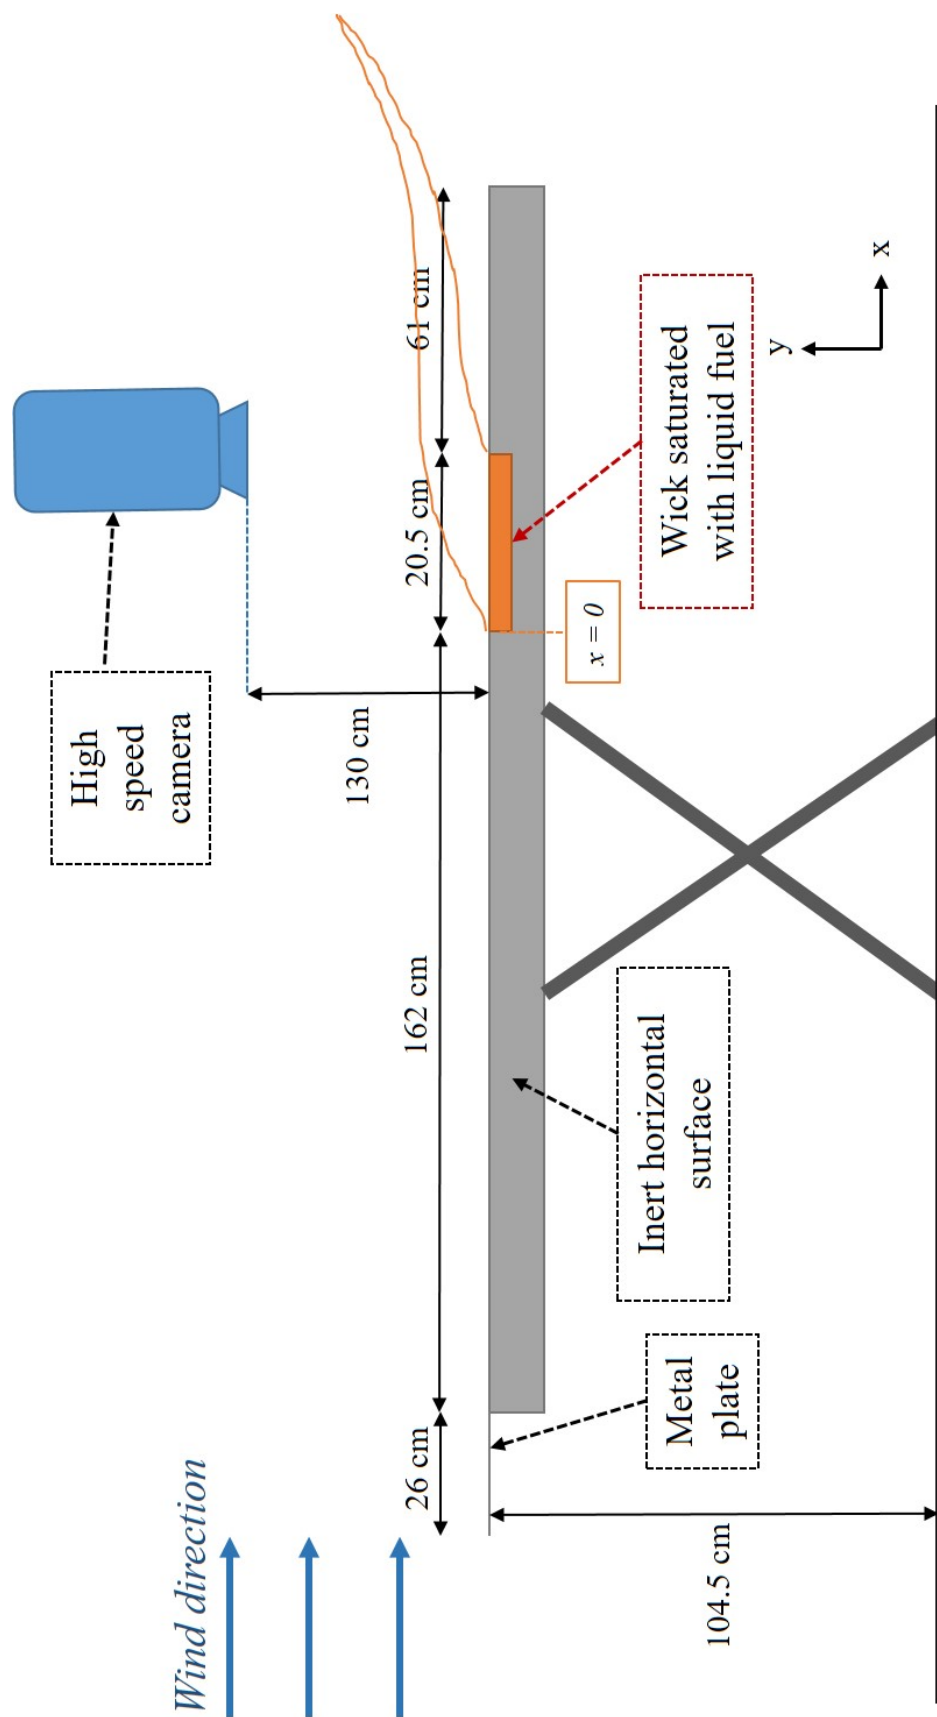 Wind direction
High
speed
camera
130 cm
26 cm
162 cm
20.5 cm
61 cm
x = 0
Metal
plate
Inert horizontal
surface
Wick saturated
with liquid fuel
104.5 cm
y
x